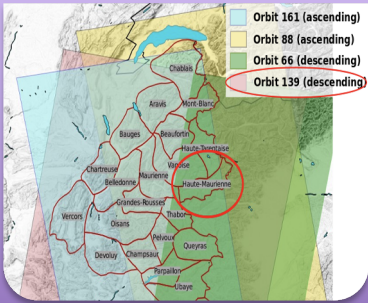 Orbit 161 (ascending)
Orbit 88 (ascending)
Orbit 66 (descending)
Orbit 139 (descending)
Chablais
Aravis
Mont-Blanc
Bauges
Beaufortin
Haute-Tarentaise
Chartreuse
Vanoise
Maurienne
Belledonne
Haute-Maurienne
Grandes-Rousses
Vercors
Thabor
Oisans
Pelvoux
Queyras
Devoluy
Champsaur
Parpaillon
Ubaye